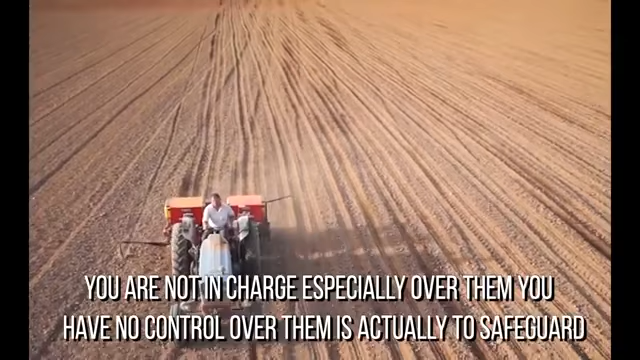 YOU ARE NOT IN CHARGE ESPECIALLY OVER THEM YOU
HAVE NO CONTROL OVER THEM IS ACTUALLY TO SAFEGUARD